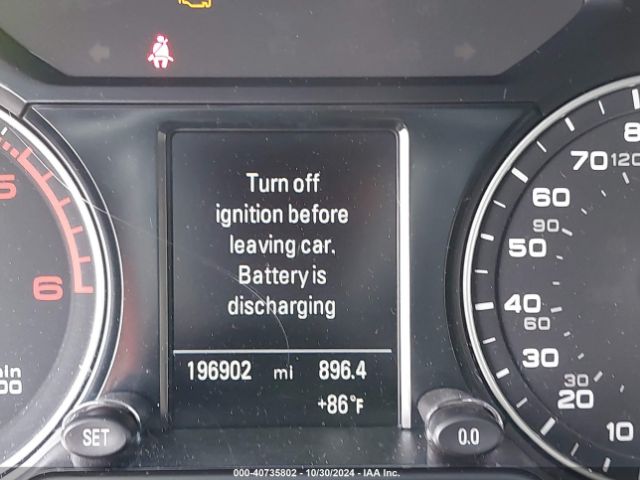 Turn off
ignition before
leaving car.
Battery is
discharging
196902 mi 896.4
+86°F
SET
0.0
5
6
8
70 120
60
90
50
40
60
30
30
20
10
000-40735802 - 10/30/2024 - IAA Inc.